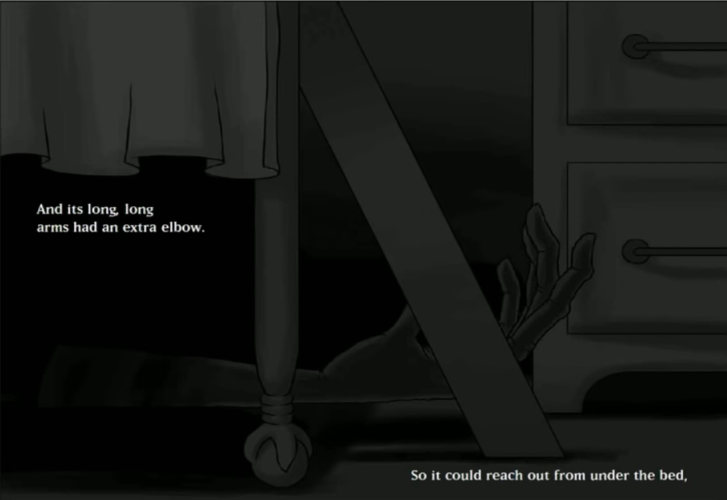 And its long, long
arms had an extra elbow.
So it could reach out from under the bed,